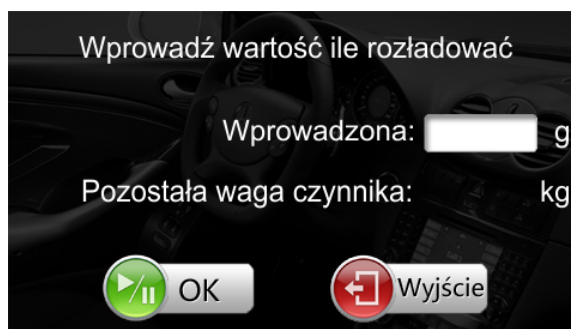 Wprowadź wartość ile rozładować
Wprowadzona: g
Pozostała waga czynnika: kg
OK Wyjście